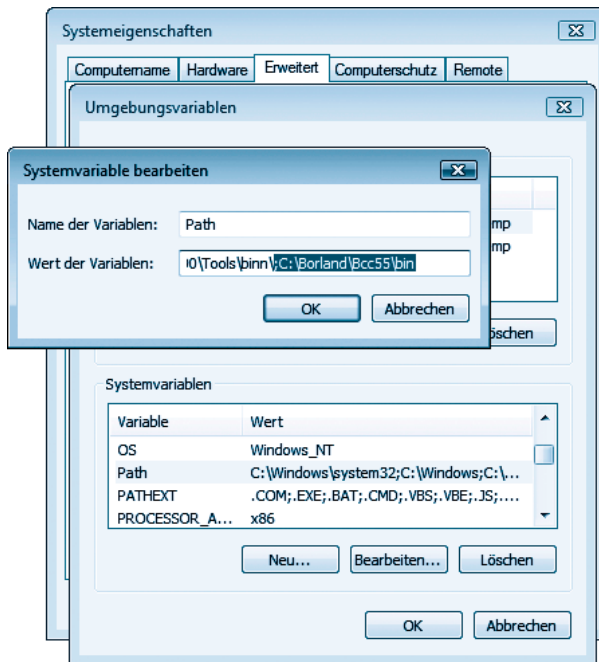 Systemeigenschaften
Computername Hardware Erweitert Computerschutz Remote
Umgebungsvariablen
Systemvariable bearbeiten
Name der Variablen: Path
Wert der Variablen: \Tools\binn\;C:\Borland\Bcc55\bin
OK Abbrechen
mp
mp
öschen
Systemvariablen
Variable Wert
OS Windows_NT
Path C:\Windows\system32;C:\Windows;C:\...
PATHEXT .COM;.EXE;.BAT;.CMD;.VBS;.VBE;.JS;....
PROCESSOR_A... x86
Neu... Bearbeiten... Löschen
OK Abbrechen